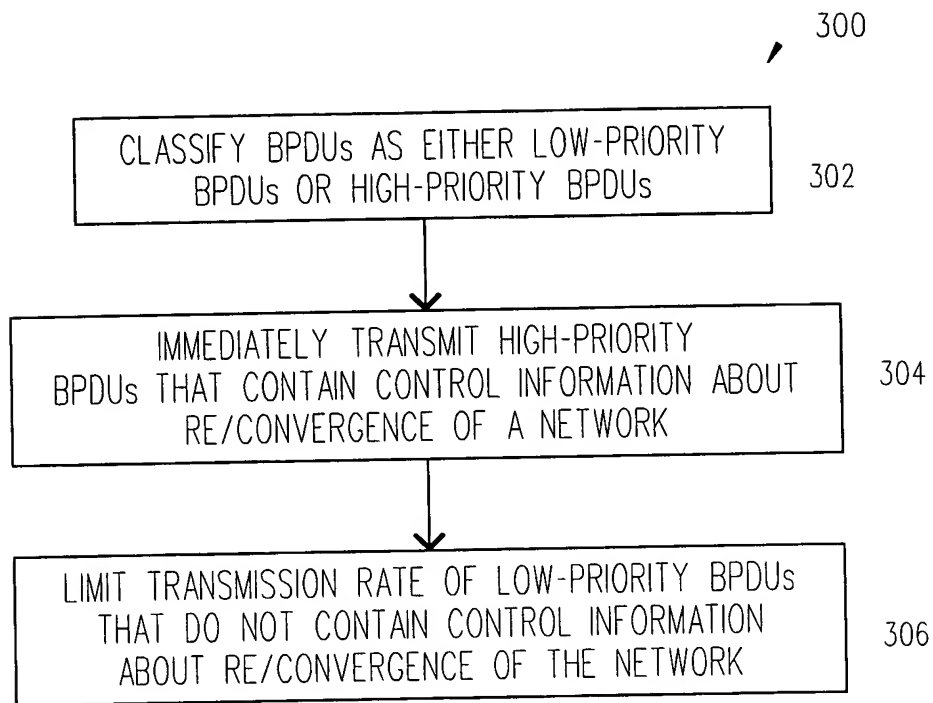 300
CLASSIFY BPDUs AS EITHER LOW-PRIORITY
BPDUs OR HIGH-PRIORITY BPDUs
302
IMMEDIATELY TRANSMIT HIGH-PRIORITY
BPDUs THAT CONTAIN CONTROL INFORMATION ABOUT
RE/CONVERGENCE OF A NETWORK
304
LIMIT TRANSMISSION RATE OF LOW-PRIORITY BPDUs
THAT DO NOT CONTAIN CONTROL INFORMATION
ABOUT RE/CONVERGENCE OF THE NETWORK
306